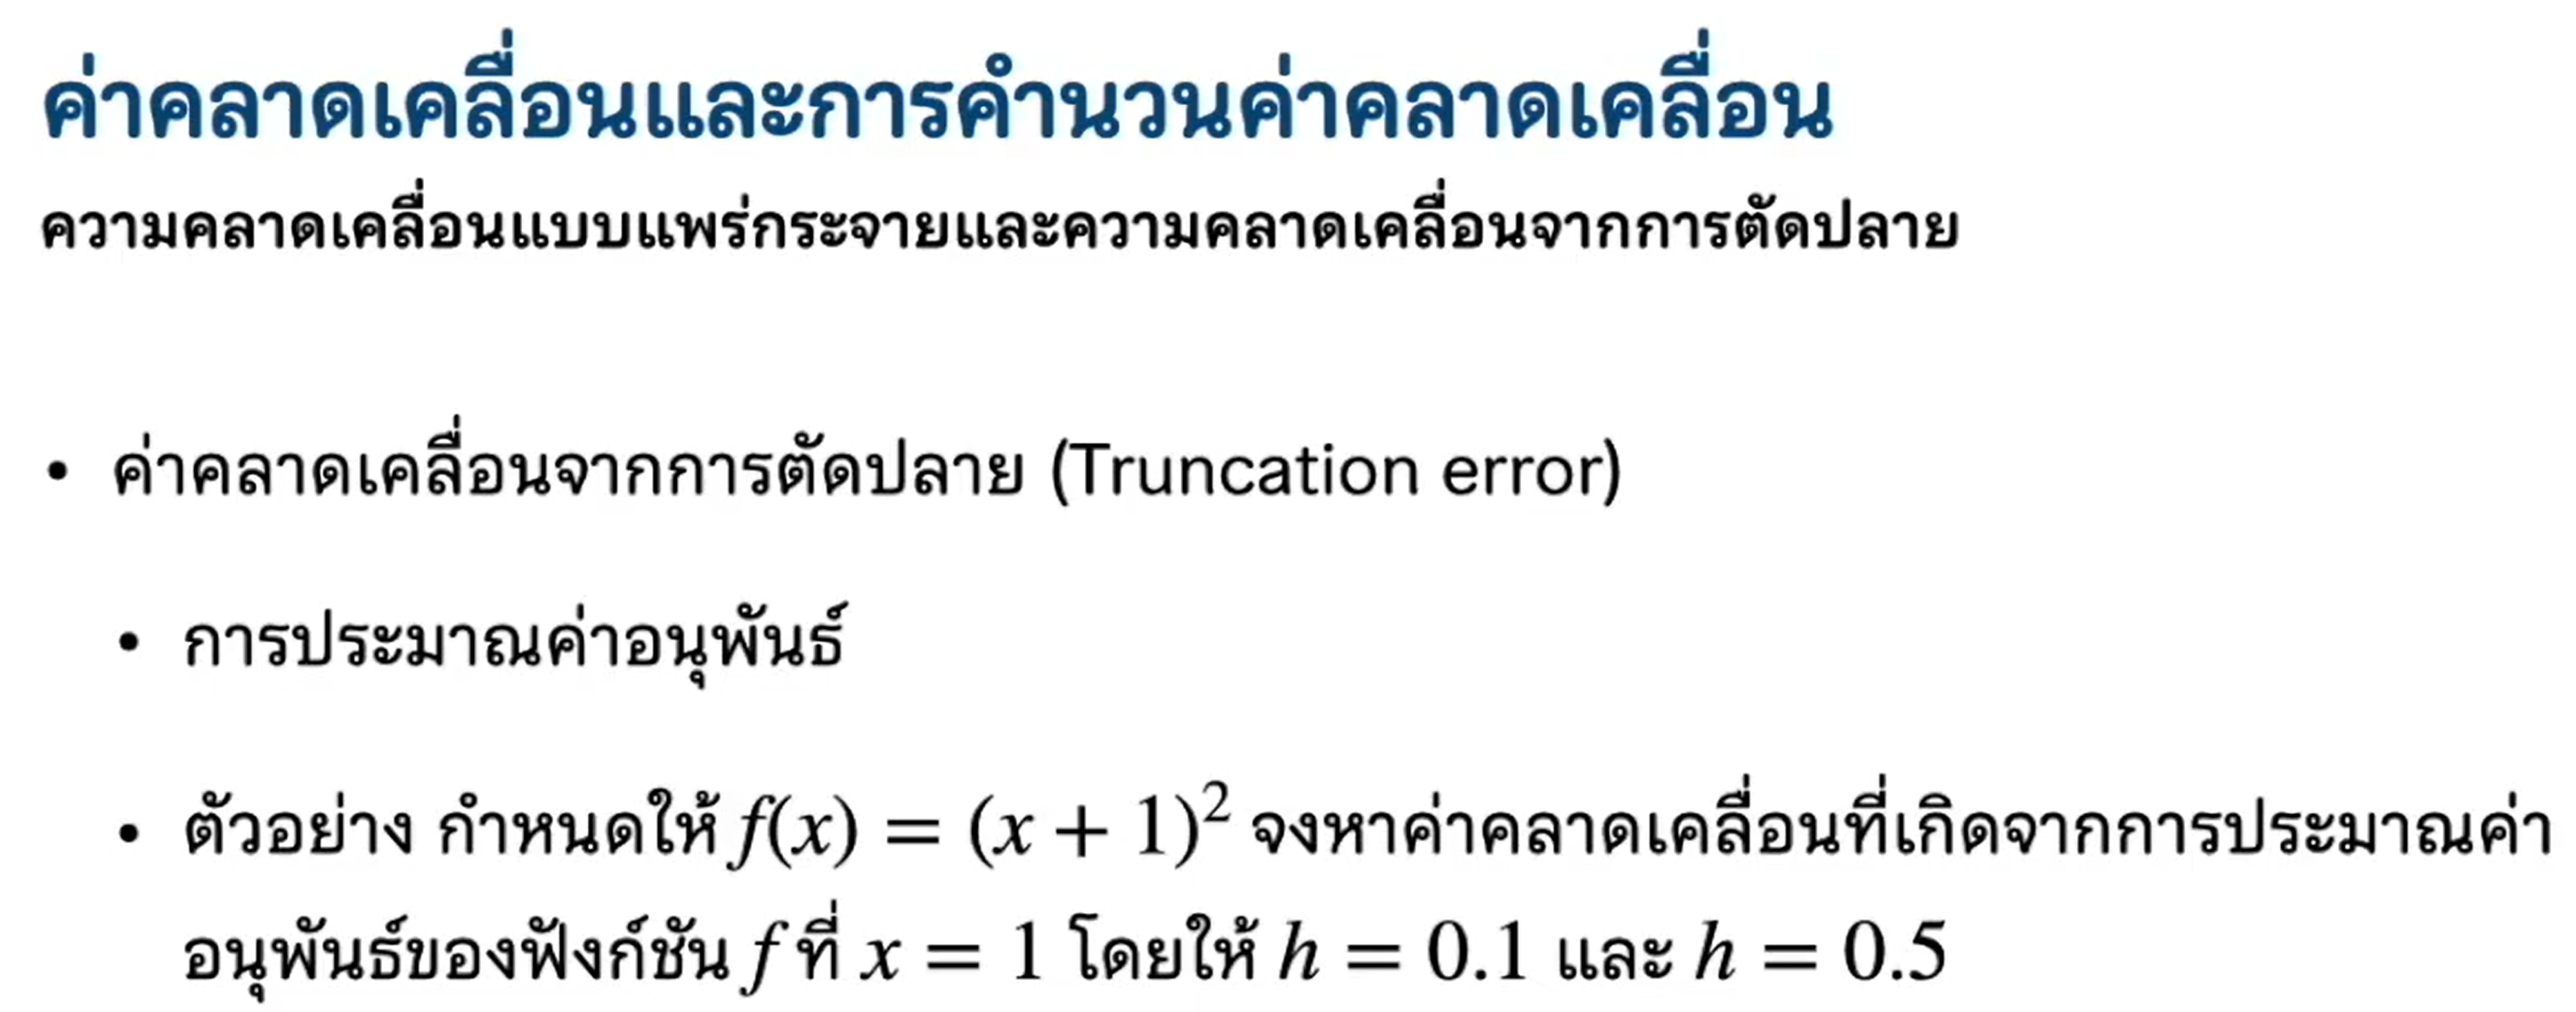 ค่าคลาดเคลื่อนและการคำนวนค่าคลาดเคลื่อน
ความคลาดเคลื่อนแบบแพร่กระจายและความคลาดเคลื่อนจากการตัดปลาย
• ค่าคลาดเคลื่อนจากการตัดปลาย (Truncation error)
• การประมาณค่าอนุพันธ์
• ตัวอย่าง กำหนดให้ f(x) = (x + 1)² จงหาค่าคลาดเคลื่อนที่เกิดจากการประมาณค่า
อนุพันธ์ของฟังก์ชัน f ที่ x = 1 โดยให้ h = 0.1 และ h = 0.5